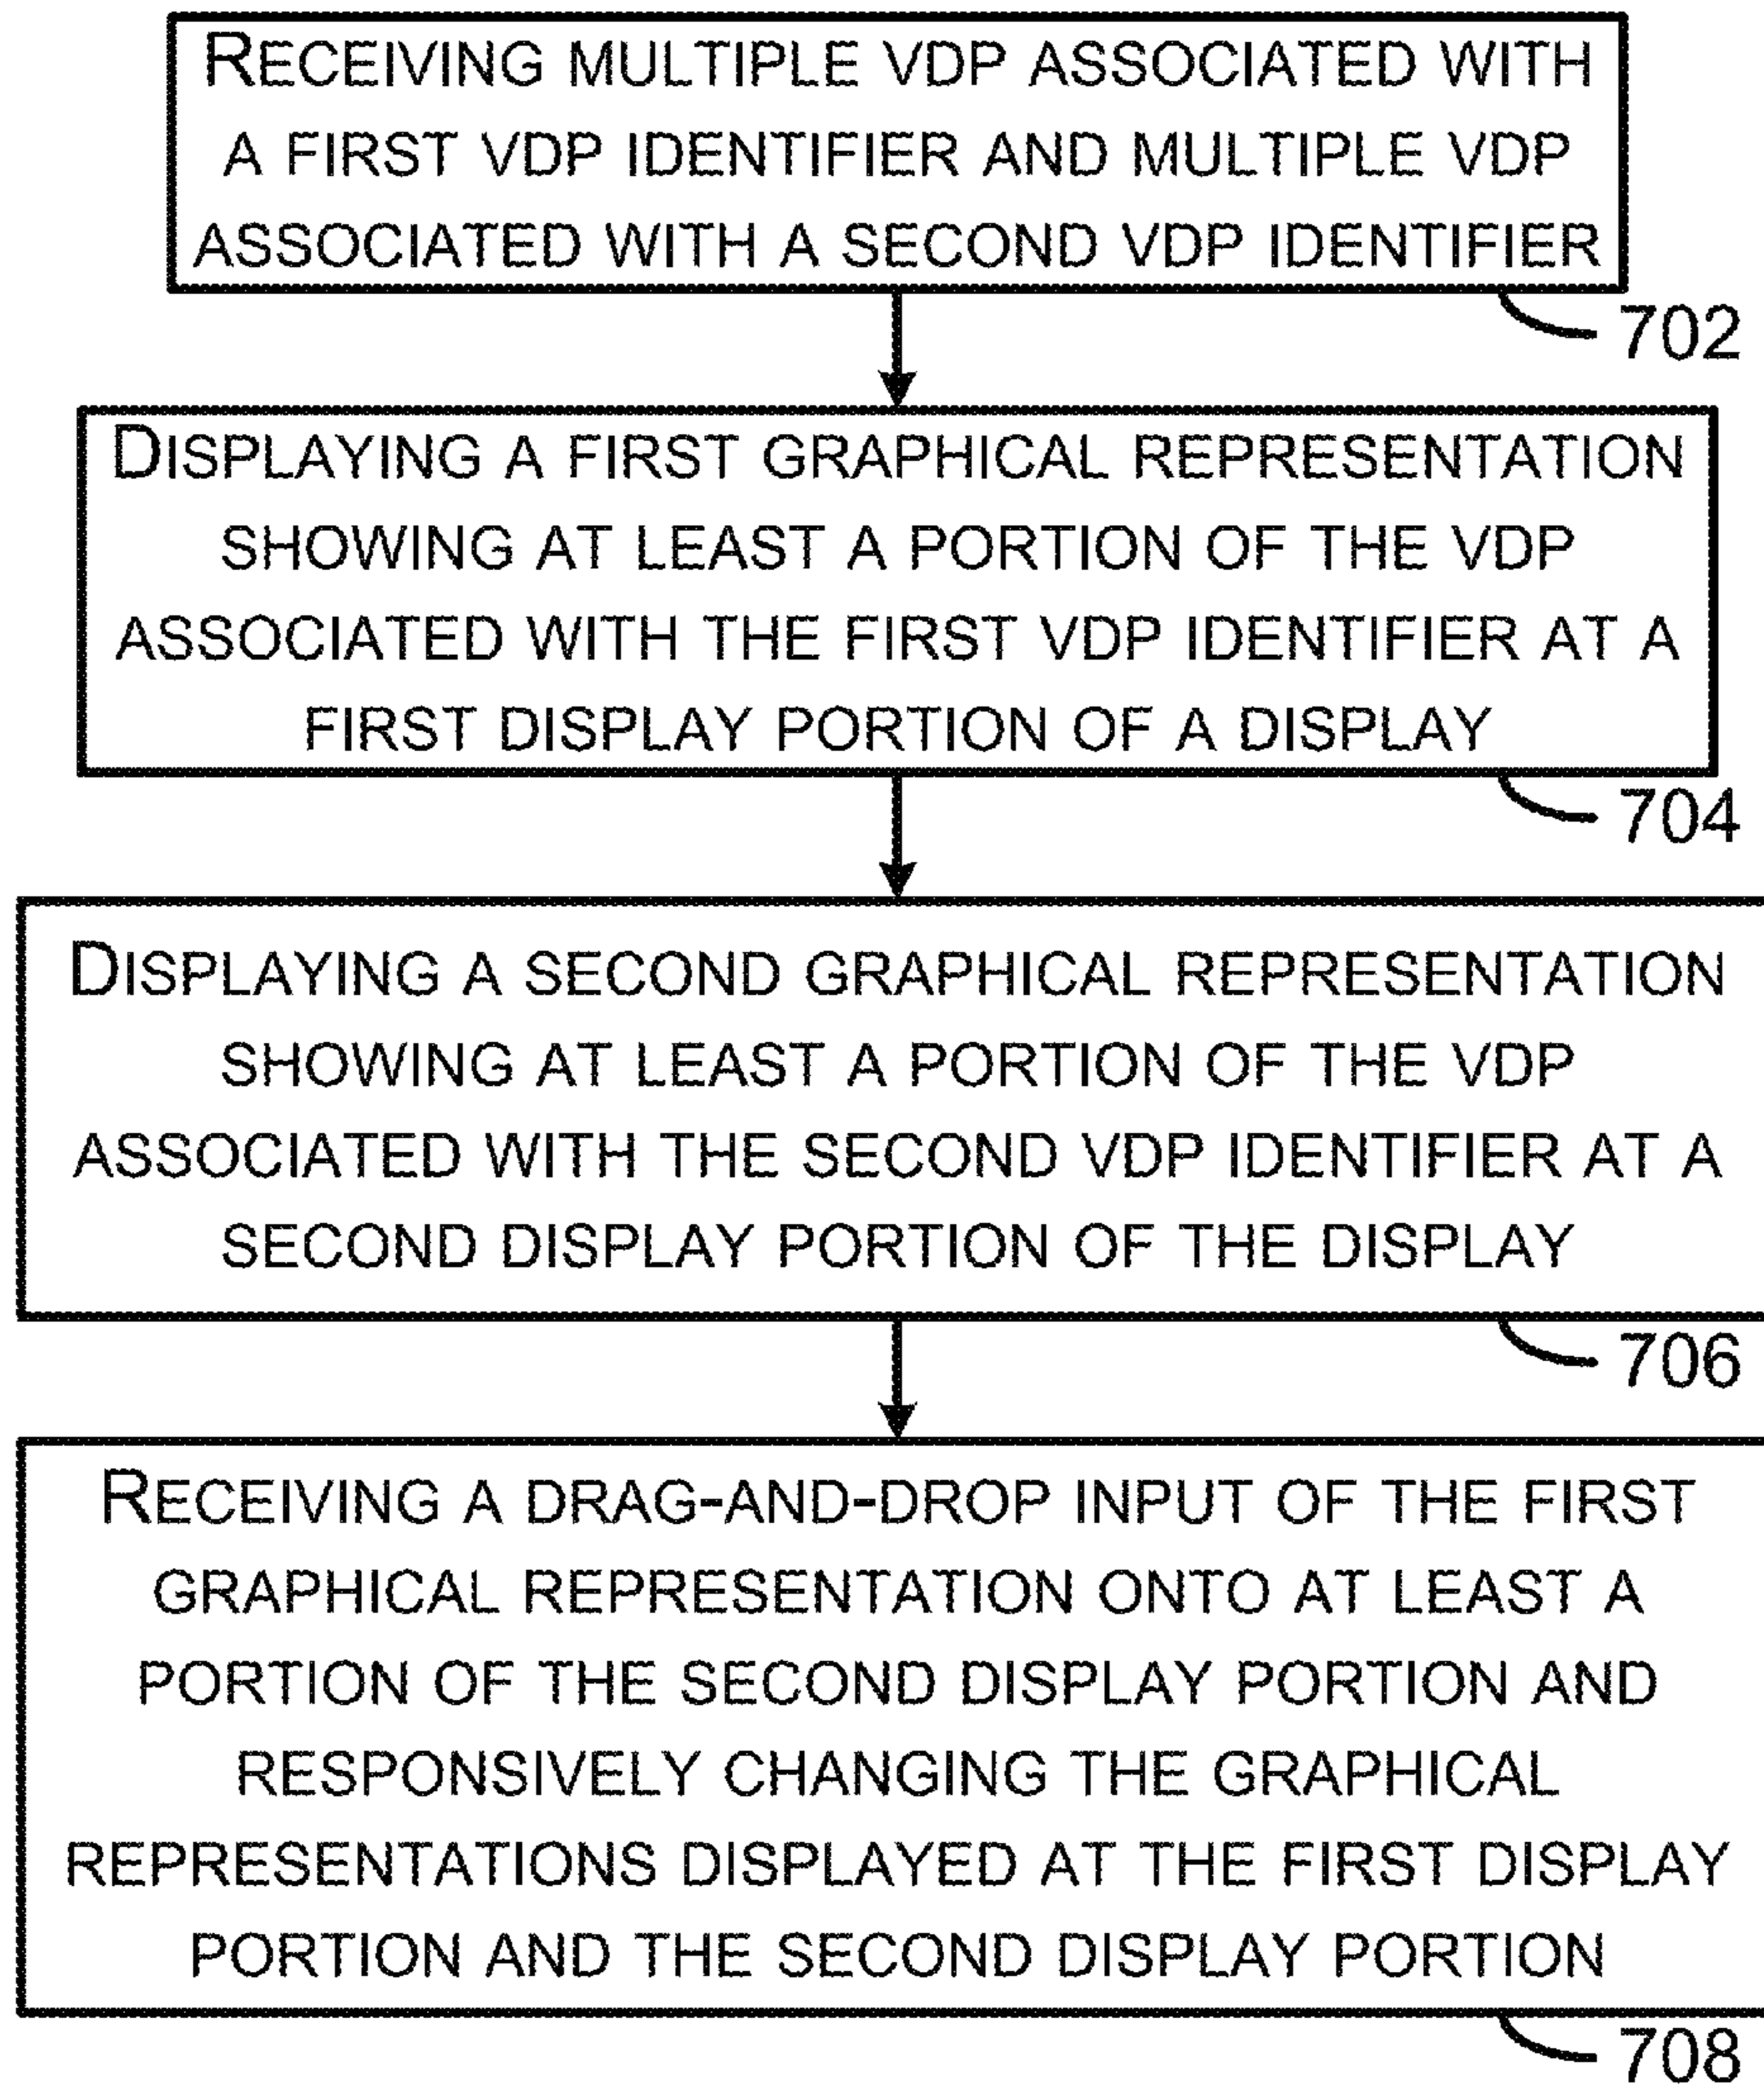 RECEIVING MULTIPLE VDP ASSOCIATED WITH
A FIRST VDP IDENTIFIER AND MULTIPLE VDP
ASSOCIATED WITH A SECOND VDP IDENTIFIER
702
DISPLAYING A FIRST GRAPHICAL REPRESENTATION
SHOWING AT LEAST A PORTION OF THE VDP
ASSOCIATED WITH THE FIRST VDP IDENTIFIER AT A
FIRST DISPLAY PORTION OF A DISPLAY
704
DISPLAYING A SECOND GRAPHICAL REPRESENTATION
SHOWING AT LEAST A PORTION OF THE VDP
ASSOCIATED WITH THE SECOND VDP IDENTIFIER AT A
SECOND DISPLAY PORTION OF THE DISPLAY
706
RECEIVING A DRAG-AND-DROP INPUT OF THE FIRST
GRAPHICAL REPRESENTATION ONTO AT LEAST A
PORTION OF THE SECOND DISPLAY PORTION AND
RESPONSIVELY CHANGING THE GRAPHICAL
REPRESENTATIONS DISPLAYED AT THE FIRST DISPLAY
PORTION AND THE SECOND DISPLAY PORTION
708